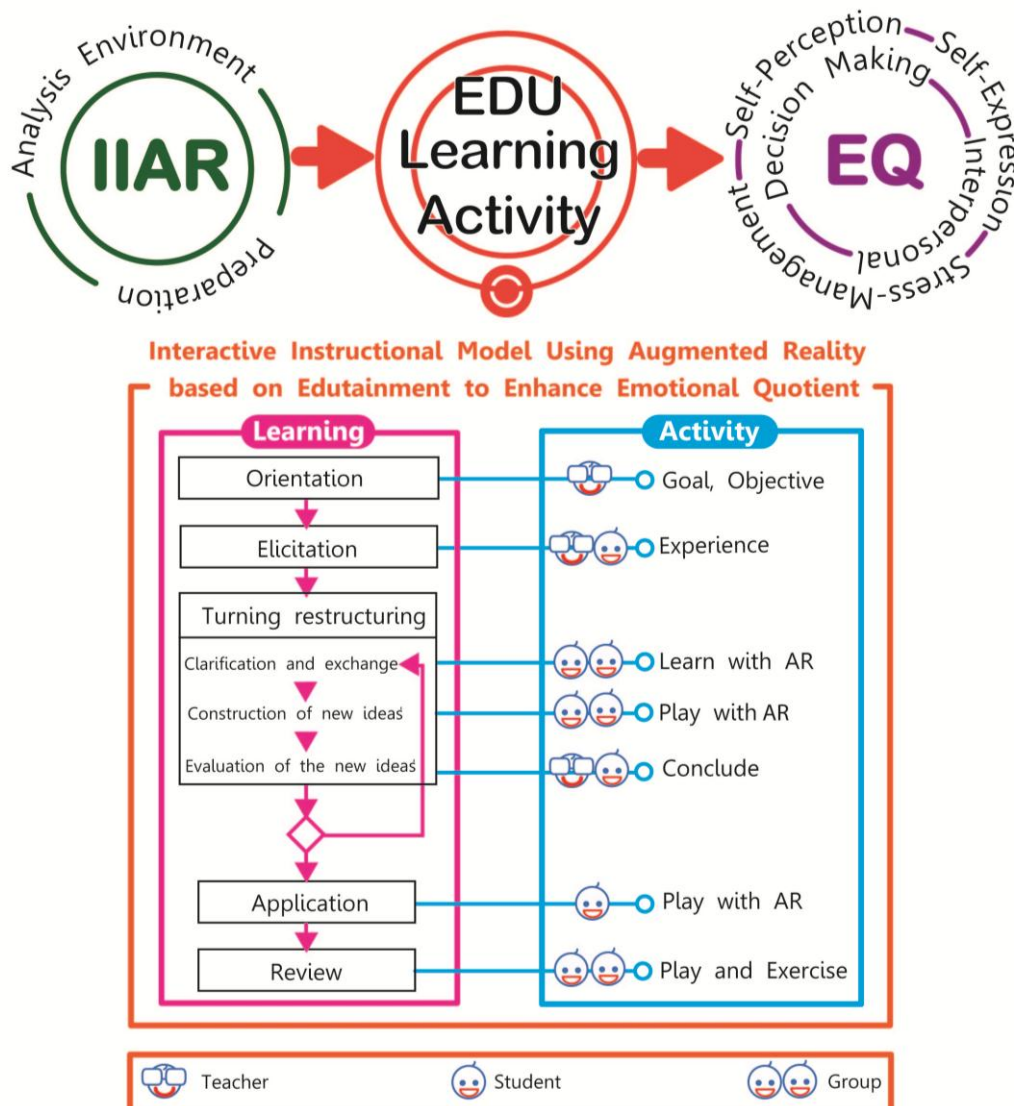 Analysis Environment
Preparation
IIAR
EDU
Learning
Activity
Self-Perception
Self-Expression
Stress-Management
Decision Making
Interpersonal
EQ
Interactive Instructional Model Using Augmented Reality
based on Edutainment to Enhance Emotional Quotient
Learning
Activity
Orientation
Goal, Objective
Elicitation
Experience
Turning restructuring
Clarification and exchange
Learn with AR
Construction of new ideas
Play with AR
Evaluation of the new ideas
Conclude
Application
Play with AR
Review
Play and Exercise
Teacher
Student
Group